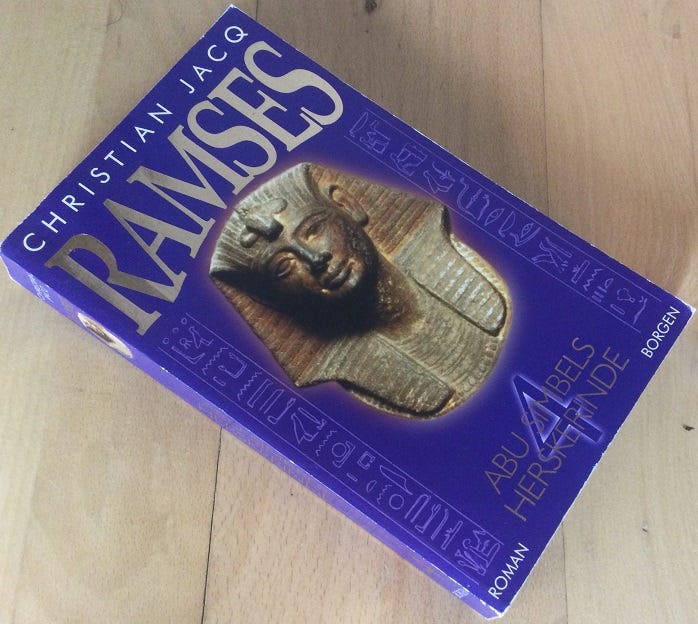 CHRISTIAN JACQ
RAMSES
4
ABU SIMBELS
HERSKERINDE
ROMAN
BORGEN